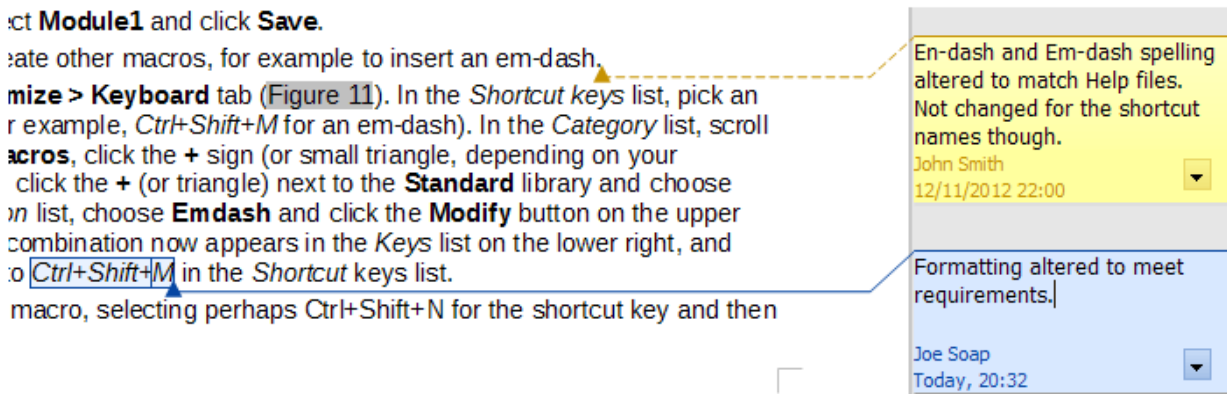 ect Module1 and click Save.
eate other macros, for example to insert an em-dash.
mize > Keyboard tab (Figure 11). In the Shortcut keys list, pick an
r example, Ctrl+Shift+M for an em-dash). In the Category list, scroll
acros, click the + sign (or small triangle, depending on your
click the + (or triangle) next to the Standard library and choose
on list, choose Emdash and click the Modify button on the upper
combination now appears in the Keys list on the lower right, and
to Ctrl+Shift+M in the Shortcut keys list.
macro, selecting perhaps Ctrl+Shift+N for the shortcut key and then
En-dash and Em-dash spelling
altered to match Help files.
Not changed for the shortcut
names though.
John Smith
12/11/2012 22:00
Formatting altered to meet
requirements.
Joe Soap
Today, 20:32